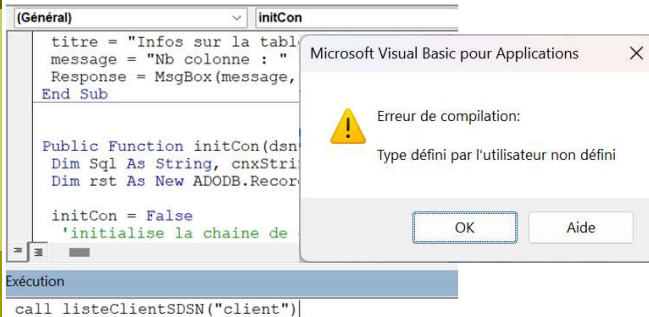 (Général)
initCon
titre = "Infos sur la tabl
message = "Nb colonne : "
Response = MsgBox(message,
End Sub
Public Function initCon(dsn
Dim Sql As String, cnxStri
Dim rst As New ADODB.Recor
initCon = False
'initialise la chaine de
Microsoft Visual Basic pour Applications
Erreur de compilation:
Type défini par l'utilisateur non défini
OK
Aide
Exécution
call listeClientSDSN("client")